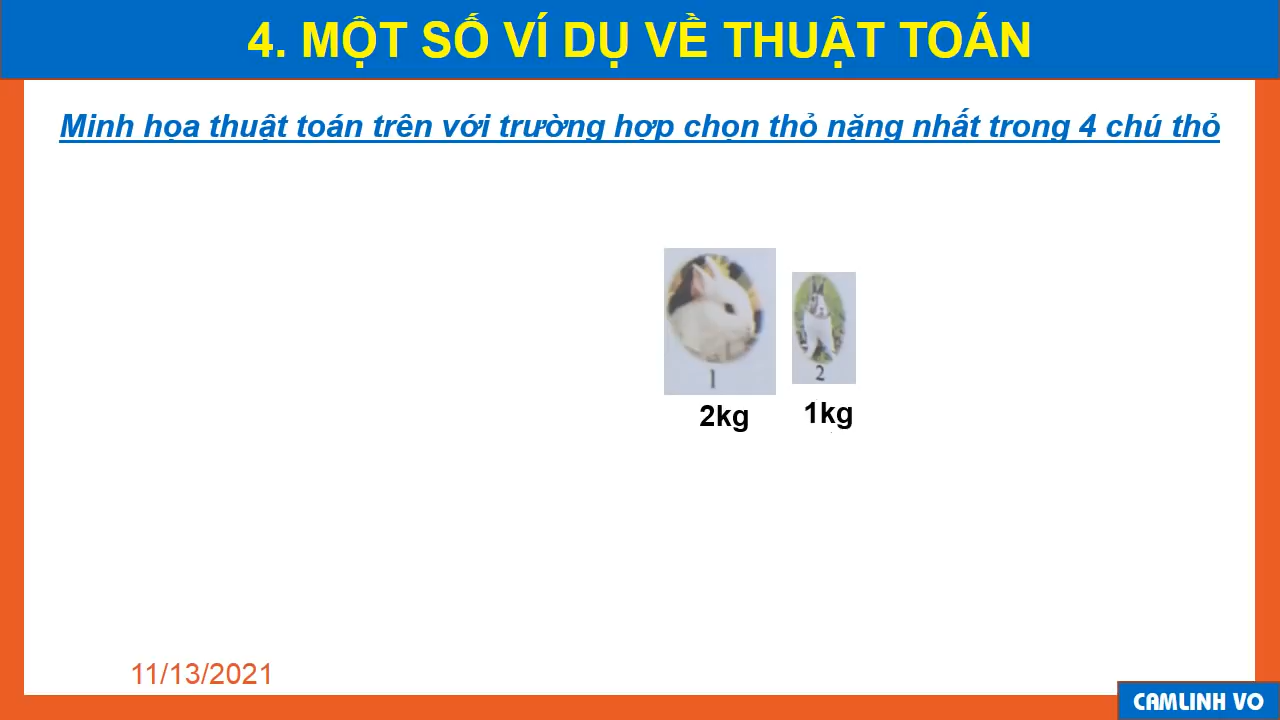 4. MỘT SỐ VÍ DỤ VỀ THUẬT TOÁN
Minh họa thuật toán trên với trường hợp chọn thỏ nặng nhất trong 4 chú thỏ
1
2
2kg
1kg
11/13/2021
CAMLINH VO